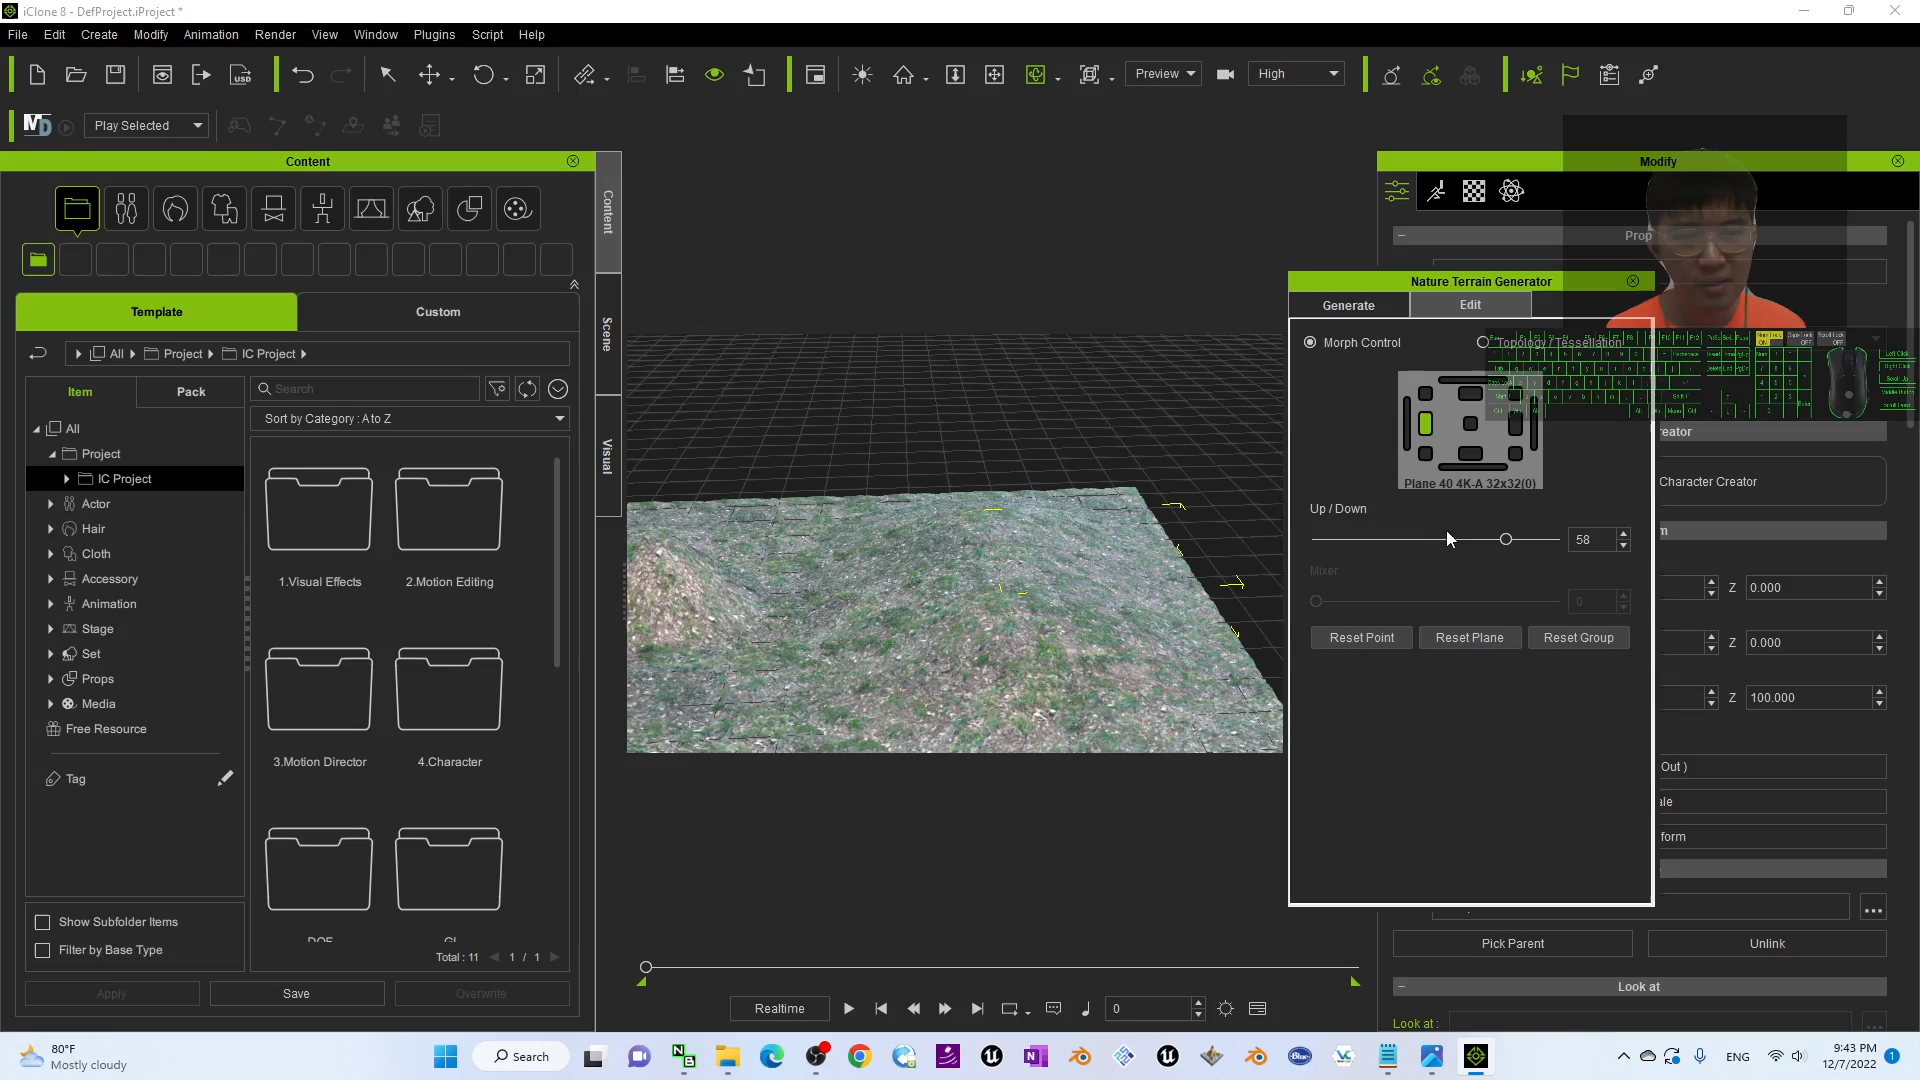 iClone 8 - DefProject.iProject *
File Edit Create Modify Animation Render View Window Plugins Script Help
Preview
High
Play Selected
Content
Modify
Content
Scene
Visual
Template
Custom
All Project IC Project
Item
Pack
Search
Sort by Category : A to Z
All
Project
IC Project
Actor
Hair
Cloth
Accessory
Animation
Stage
Set
Props
Media
Free Resource
Tag
1.Visual Effects
2.Motion Editing
3.Motion Director
4.Character
Show Subfolder Items
Filter by Base Type
Total : 11
1 / 1
Apply
Save
Overwrite
Prop
Nature Terrain Generator
Generate
Edit
Morph Control
Topology / Tessellation
Plane 40 4K-A 32x32(0)
Up / Down
58
Mixer
0
Reset Point
Reset Plane
Reset Group
eator
Character Creator
m
Z 0.000
Z 0.000
Z 100.000
Out )
ale
form
Pick Parent
Unlink
Look at
Look at :
Realtime
0
80°F
Mostly cloudy
Search
ENG
9:43 PM
12/7/2022
1